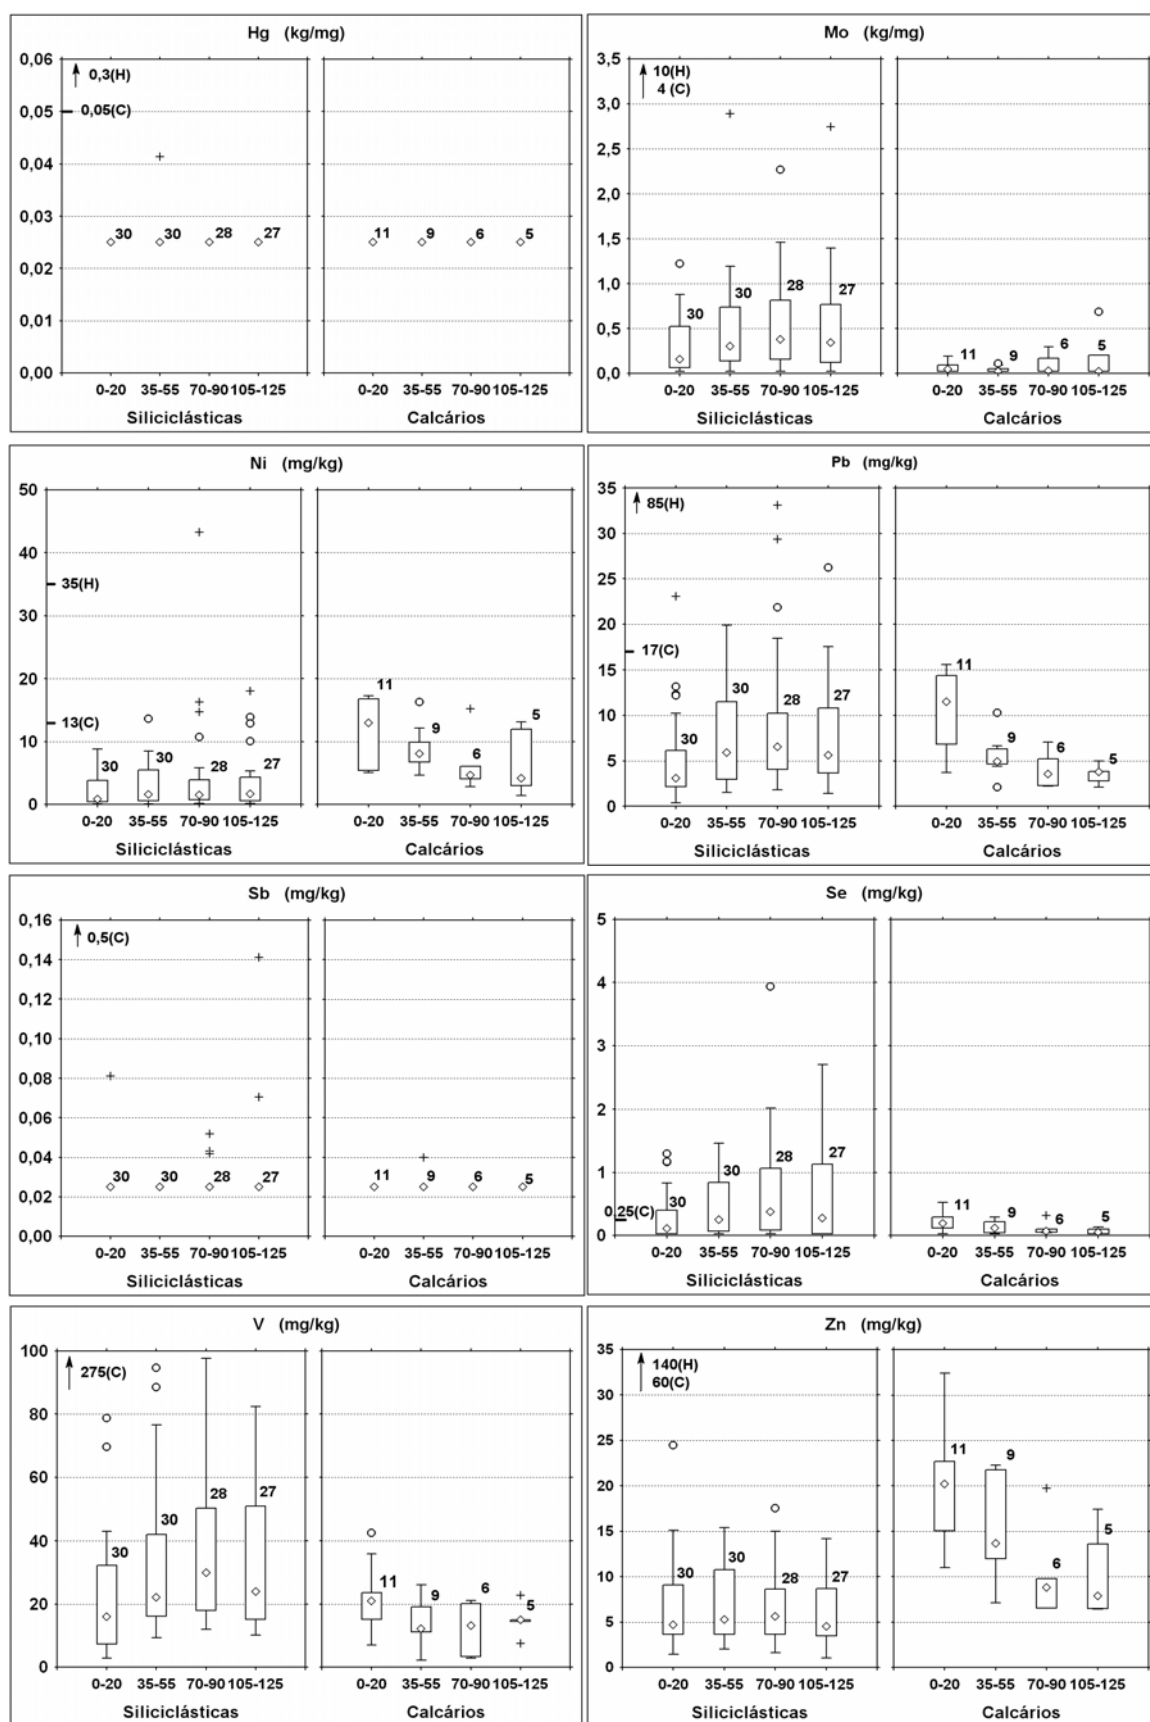 Hg (kg/mg)
0,06
0,05
0,04
0,03
0,02
0,01
0,00
0,3(H)
0,05(C)
30 30 28 27
11 9 6 5
0-20 35-55 70-90 105-125
0-20 35-55 70-90 105-125
Siliciclásticas
Calcários
Mo (kg/mg)
3,5
3,0
2,5
2,0
1,5
1,0
0,5
0,0
10(H)
4 (C)
30 30 28 27
11 9 6 5
0-20 35-55 70-90 105-125
0-20 35-55 70-90 105-125
Siliciclásticas
Calcários
Ni (mg/kg)
50
40
30
20
10
0
35(H)
13(C)
30 30 28 27
11 9 6 5
0-20 35-55 70-90 105-125
0-20 35-55 70-90 105-125
Siliciclásticas
Calcários
Pb (mg/kg)
35
30
25
20
15
10
5
0
85(H)
17(C)
30 30 28 27
11 9 6 5
0-20 35-55 70-90 105-125
0-20 35-55 70-90 105-125
Siliciclásticas
Calcários
Sb (mg/kg)
0,16
0,14
0,12
0,10
0,08
0,06
0,04
0,02
0,00
0,5(C)
30 30 28 27
11 9 6 5
0-20 35-55 70-90 105-125
0-20 35-55 70-90 105-125
Siliciclásticas
Calcários
Se (mg/kg)
5
4
3
2
1
0
0,25(C)
30 30 28 27
11 9 6 5
0-20 35-55 70-90 105-125
0-20 35-55 70-90 105-125
Siliciclásticas
Calcários
V (mg/kg)
100
80
60
40
20
0
275(C)
30 30 28 27
11 9 6 5
0-20 35-55 70-90 105-125
0-20 35-55 70-90 105-125
Siliciclásticas
Calcários
Zn (mg/kg)
35
30
25
20
15
10
5
0
140(H)
60(C)
30 30 28 27
11 9 6 5
0-20 35-55 70-90 105-125
0-20 35-55 70-90 105-125
Siliciclásticas
Calcários